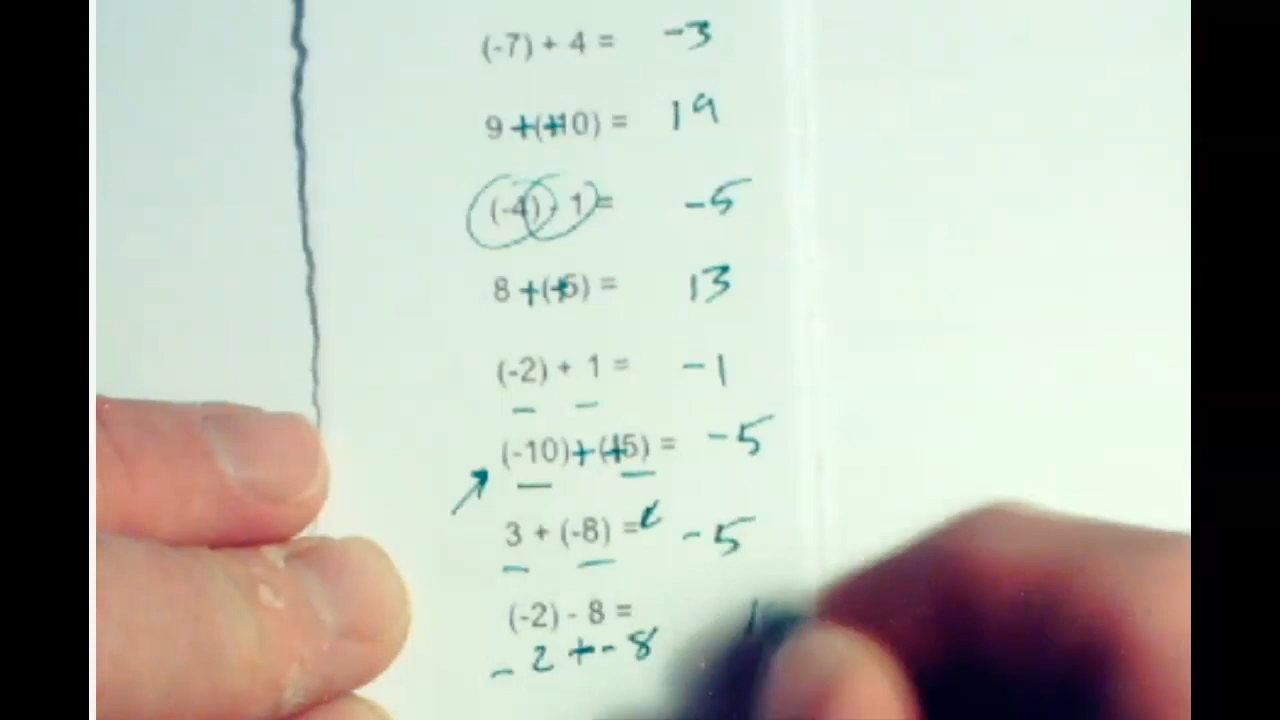 (-7) + 4 = -3
9 +(+10) = 19
(-4) - 1 = -5
8 +(+5) = 13
(-2) + 1 = -1
(-10)+(+5) = -5
3 + (-8) = -5
(-2) - 8 =
-2 + -8